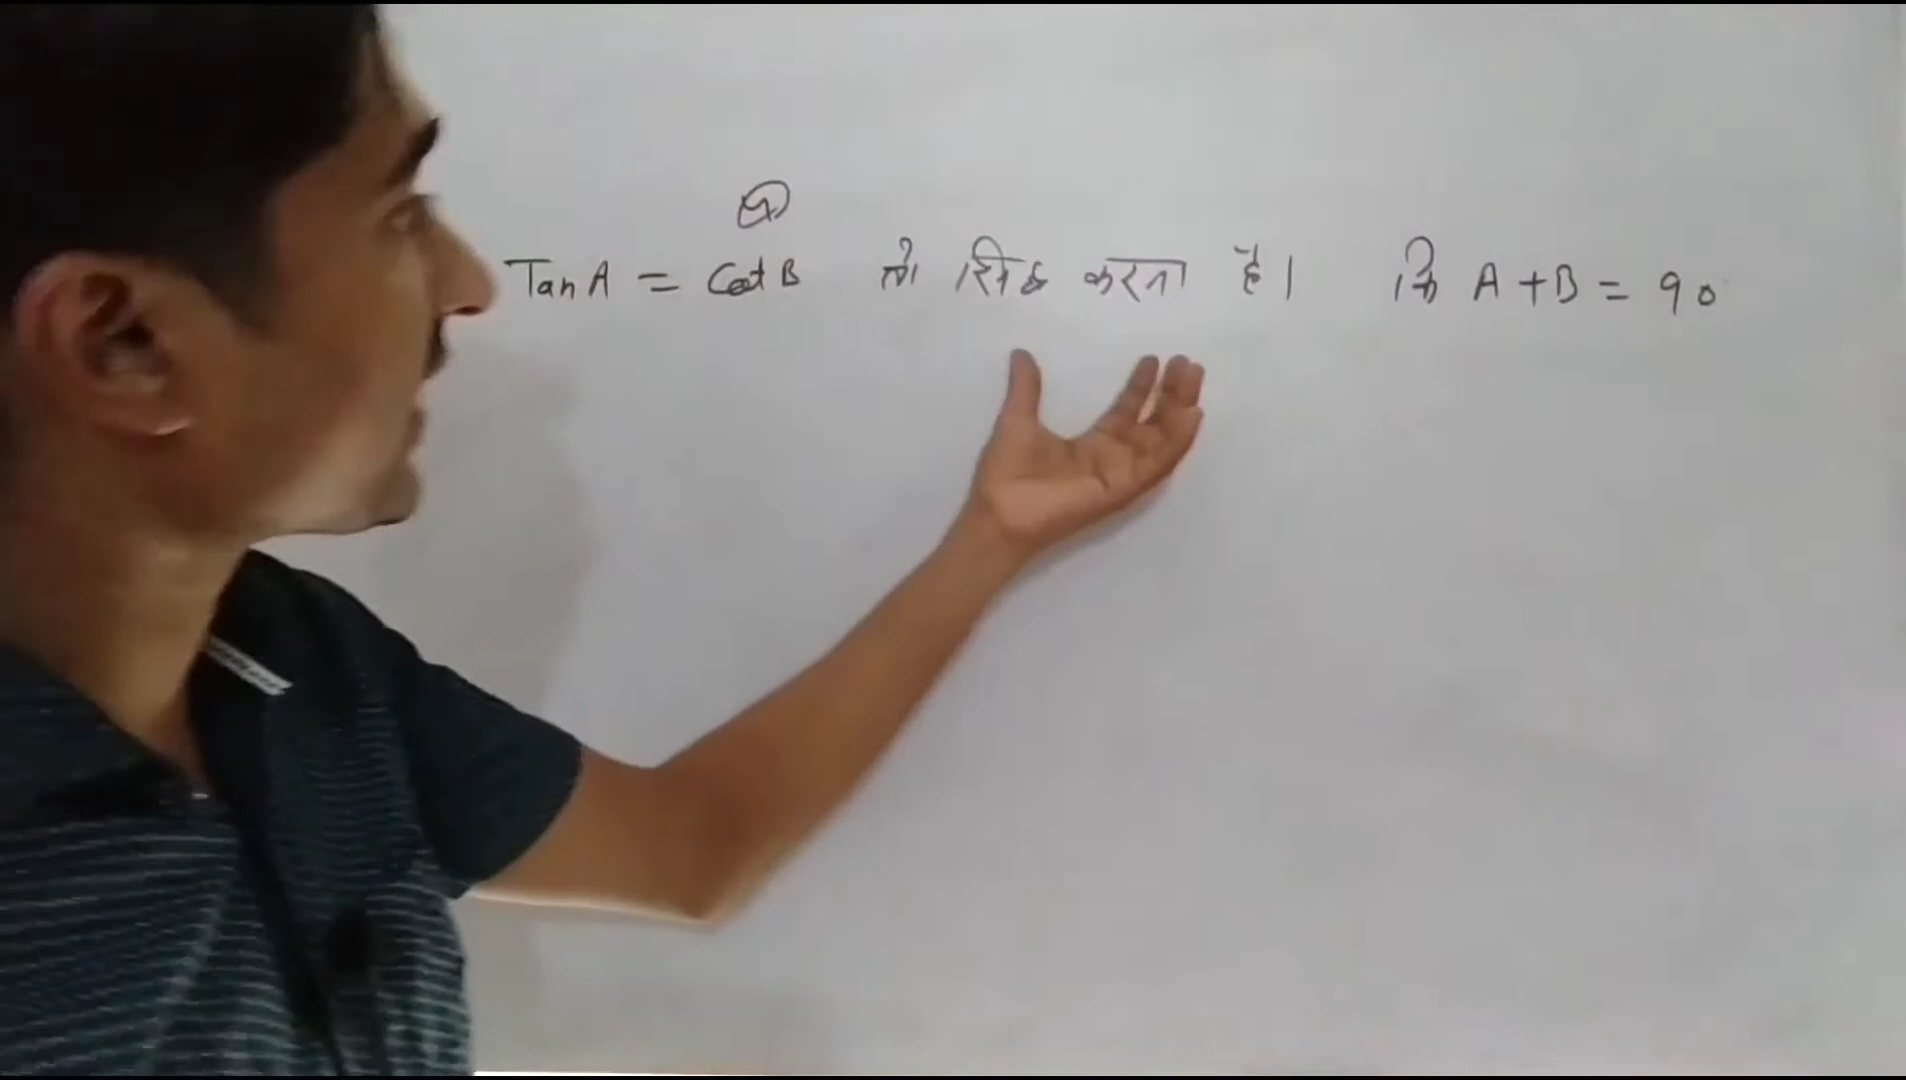 TanA = CotB तो सिद्ध करना है। कि A + B = 90